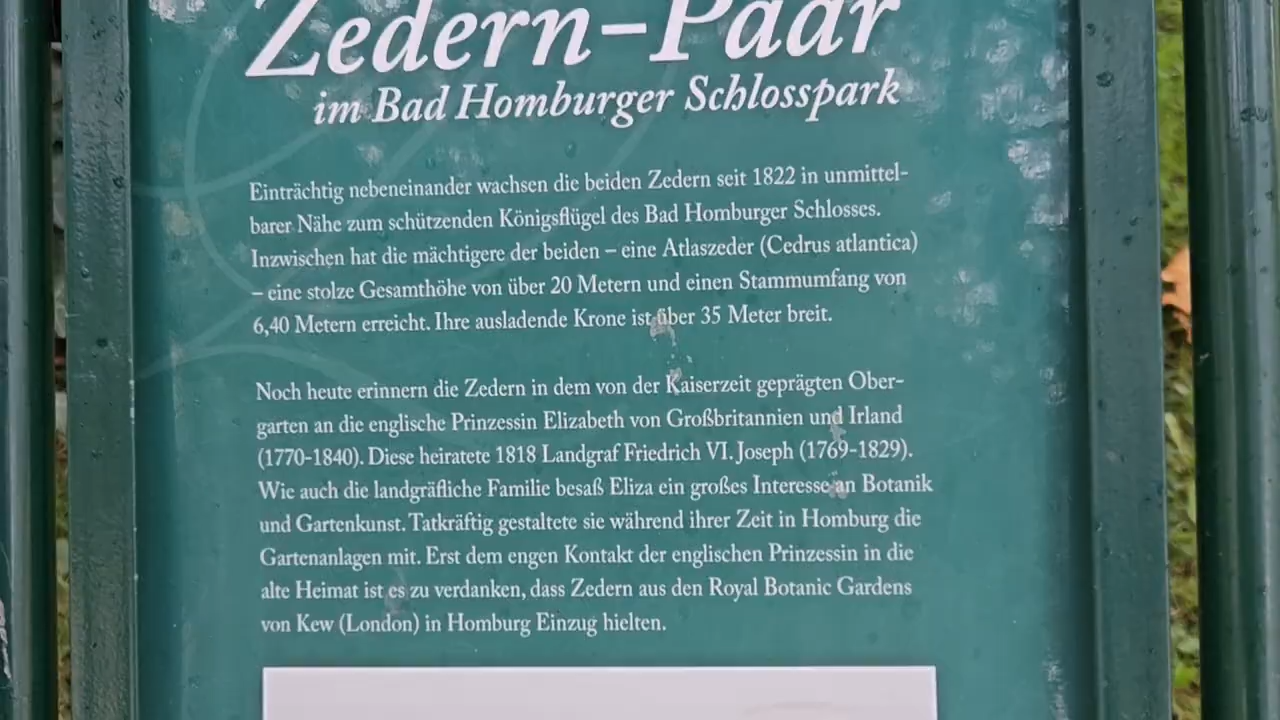 Zedern-Paar
im Bad Homburger Schlosspark
Einträchtig nebeneinander wachsen die beiden Zedern seit 1822 in unmittel-
barer Nähe zum schützenden Königsflügel des Bad Homburger Schlosses.
Inzwischen hat die mächtigere der beiden – eine Atlaszeder (Cedrus atlantica)
– eine stolze Gesamthöhe von über 20 Metern und einen Stammumfang von
6,40 Metern erreicht. Ihre ausladende Krone ist über 35 Meter breit.
Noch heute erinnern die Zedern in dem von der Kaiserzeit geprägten Ober-
garten an die englische Prinzessin Elizabeth von Großbritannien und Irland
(1770-1840). Diese heiratete 1818 Landgraf Friedrich VI. Joseph (1769-1829).
Wie auch die landgräfliche Familie besaß Eliza ein großes Interesse an Botanik
und Gartenkunst. Tatkräftig gestaltete sie während ihrer Zeit in Homburg die
Gartenanlagen mit. Erst dem engen Kontakt der englischen Prinzessin in die
alte Heimat ist es zu verdanken, dass Zedern aus den Royal Botanic Gardens
von Kew (London) in Homburg Einzug hielten.